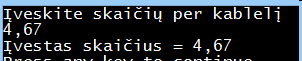 Įveskite skaičių per kablelį
4,67
Įvestas skaičius = 4,67
Press any key to continue